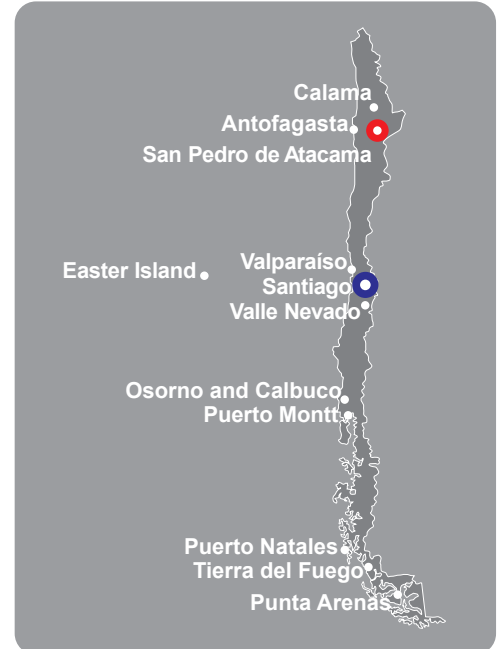 Calama
Antofagasta
San Pedro de Atacama
Valparaíso
Easter Island
Santiago
Valle Nevado
Osorno and Calbuco
Puerto Montt
Puerto Natales
Tierra del Fuego
Punta Arenas